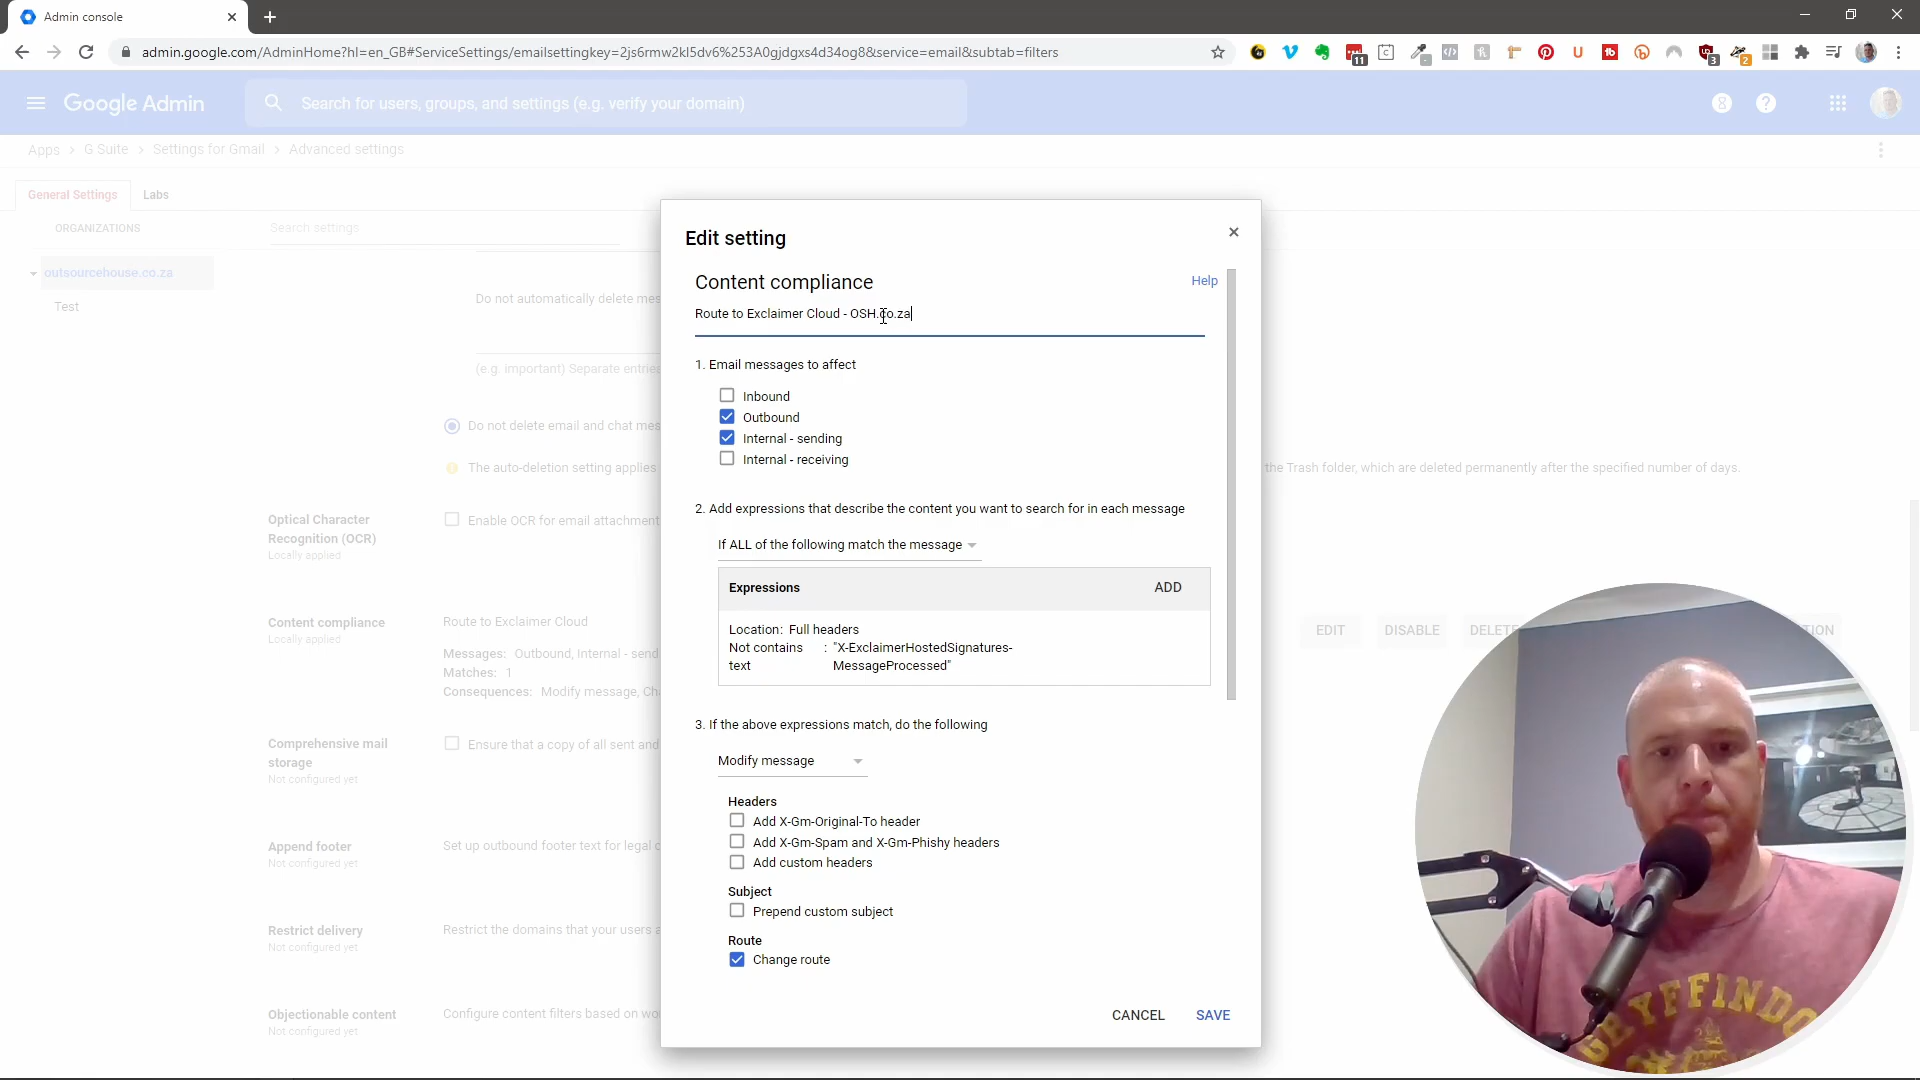 Admin console
admin.google.com/AdminHome?hl=en_GB#ServiceSettings/emailsettingkey=2js6rmw2kl5dv6%253A0gjdgxs4d34og8&service=email&subtab=filters
11
3
2
Google Admin
Search for users, groups, and settings (e.g. verify your domain)
Apps > G Suite > Settings for Gmail > Advanced settings
General Settings
Labs
ORGANIZATIONS
Search settings
outsourcehouse.co.za
Test
Do not automatically delete mes
(e.g. important) Separate entrie
Do not delete email and chat mes
The auto-deletion setting applies
the Trash folder, which are deleted permanently after the specified number of days.
Optical Character
Recognition (OCR)
Locally applied
Enable OCR for email attachment
Content compliance
Locally applied
Route to Exclaimer Cloud
Messages: Outbound, Internal - send
Matches: 1
Consequences: Modify message, Ch
EDIT
DISABLE
DELETE
Comprehensive mail
storage
Not configured yet
Ensure that a copy of all sent and
Append footer
Not configured yet
Set up outbound footer text for legal c
Restrict delivery
Not configured yet
Restrict the domains that your users a
Objectionable content
Not configured yet
Configure content filters based on wo
Edit setting
Content compliance
Help
Route to Exclaimer Cloud - OSH.co.za
1. Email messages to affect
Inbound
Outbound
Internal - sending
Internal - receiving
2. Add expressions that describe the content you want to search for in each message
If ALL of the following match the message
Expressions
ADD
Location: Full headers
Not contains : "X-ExclaimerHostedSignatures-
text MessageProcessed"
3. If the above expressions match, do the following
Modify message
Headers
Add X-Gm-Original-To header
Add X-Gm-Spam and X-Gm-Phishy headers
Add custom headers
Subject
Prepend custom subject
Route
Change route
CANCEL
SAVE